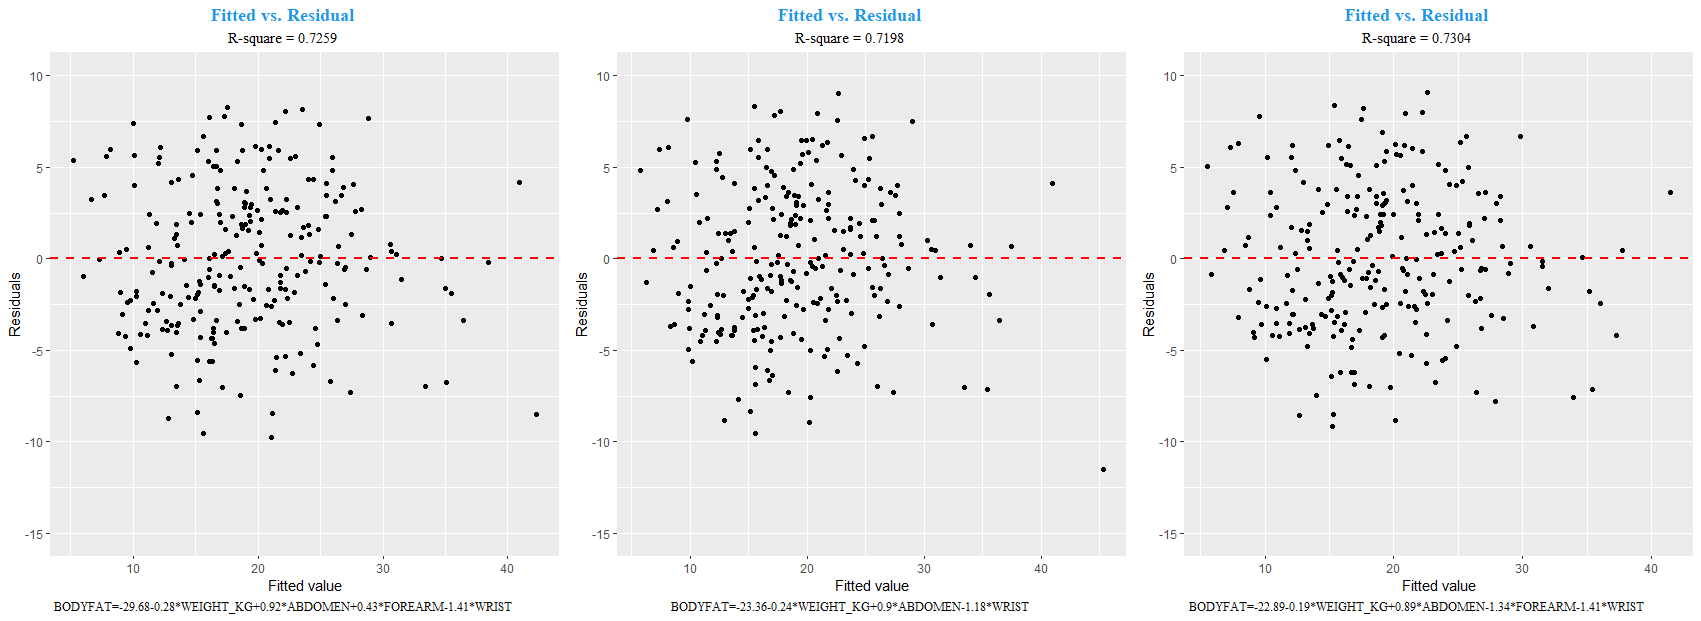 Fitted vs. Residual
R-square = 0.7259
10
5
0
-5
-10
-15
Residuals
10
20
30
40
Fitted value
BODYFAT=-29.68-0.28*WEIGHT_KG+0.92*ABDOMEN+0.43*FOREARM-1.41*WRIST
Fitted vs. Residual
R-square = 0.7198
10
5
0
-5
-10
-15
Residuals
10
20
30
40
Fitted value
BODYFAT=-23.36-0.24*WEIGHT_KG+0.9*ABDOMEN-1.18*WRIST
Fitted vs. Residual
R-square = 0.7304
10
5
0
-5
-10
-15
Residuals
10
20
30
40
Fitted value
BODYFAT=-22.89-0.19*WEIGHT_KG+0.89*ABDOMEN-1.34*FOREARM-1.41*WRIST